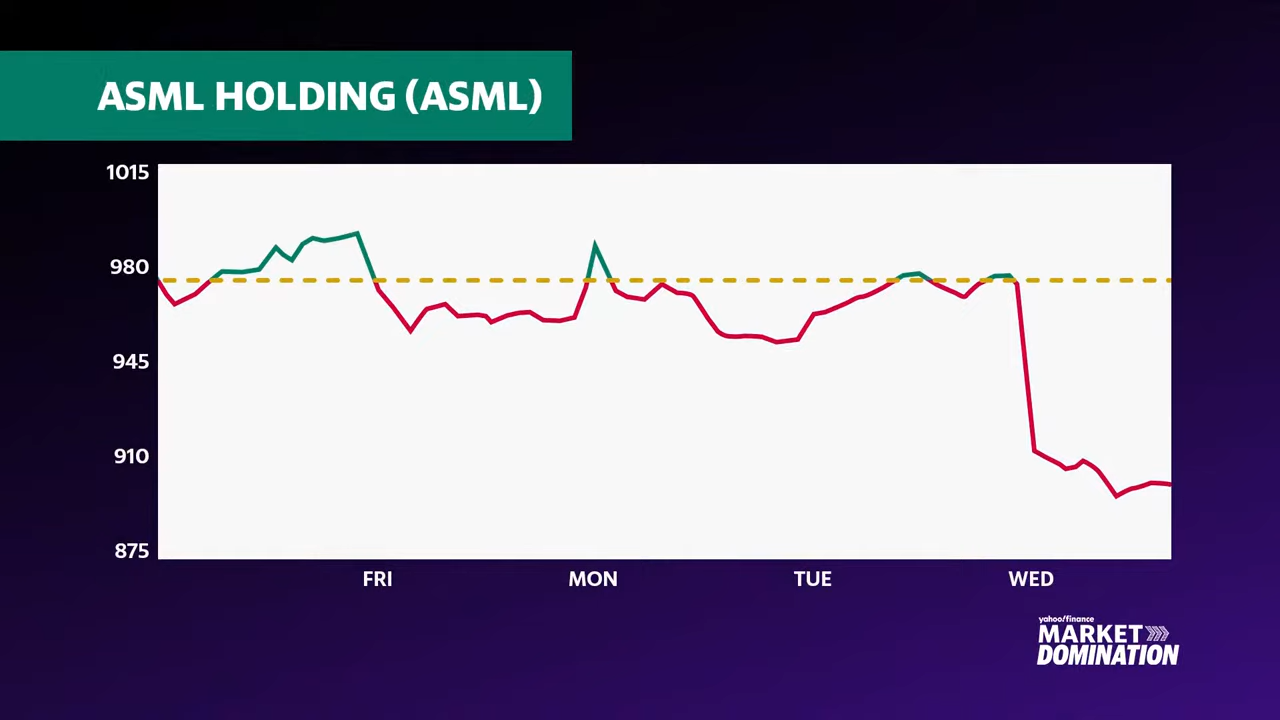 ASML HOLDING (ASML)
1015
980
945
910
875
FRI MON TUE WED
yahoo!finance
MARKET
DOMINATION